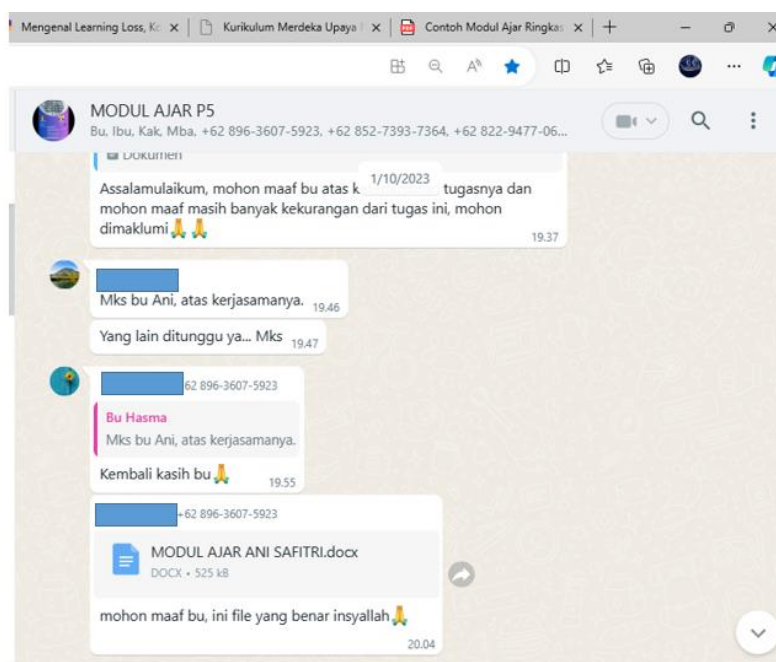 Mengenal Learning Loss, Ko
Kurikulum Merdeka Upaya
Contoh Modul Ajar Ringkas
MODUL AJAR P5
Bu, Ibu, Kak, Mba, +62 896-3607-5923, +62 852-7393-7364, +62 822-9477-06...
Dokumen
1/10/2023
Assalamulaikum, mohon maaf bu atas k tugasnya dan
mohon maaf masih banyak kekurangan dari tugas ini, mohon
dimaklumi🙏🙏
19.37
Mks bu Ani, atas kerjasamanya. 19.46
Yang lain ditunggu ya... Mks 19.47
62 896-3607-5923
Bu Hasma
Mks bu Ani, atas kerjasamanya.
Kembali kasih bu🙏
19.55
+62 896-3607-5923
MODUL AJAR ANI SAFITRI.docx
DOCX • 525 kB
mohon maaf bu, ini file yang benar insyallah🙏
20.04